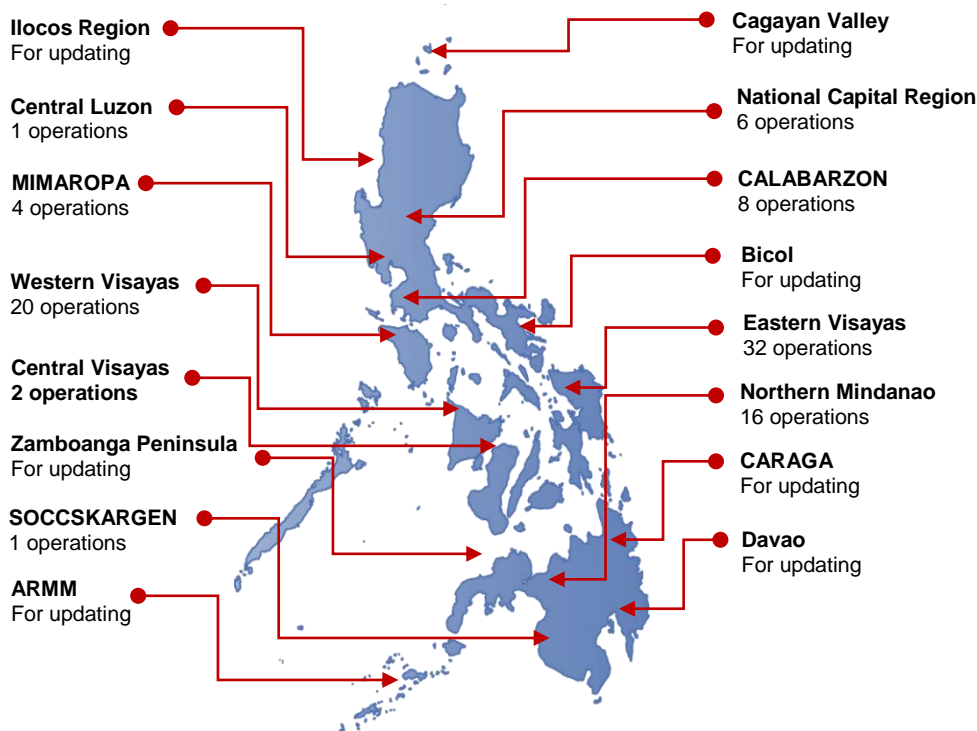 Ilocos Region
For updating
Central Luzon
1 operations
MIMAROPA
4 operations
Western Visayas
20 operations
Central Visayas
2 operations
Zamboanga Peninsula
For updating
SOCCSKARGEN
1 operations
ARMM
For updating
Cagayan Valley
For updating
National Capital Region
6 operations
CALABARZON
8 operations
Bicol
For updating
Eastern Visayas
32 operations
Northern Mindanao
16 operations
CARAGA
For updating
Davao
For updating